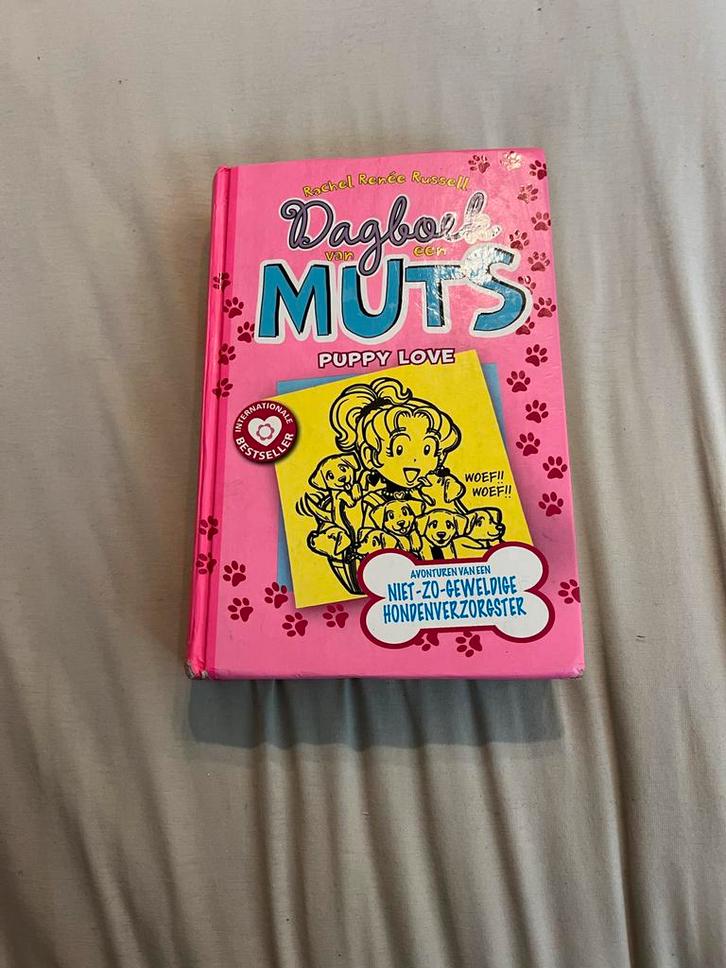 Rachel Renée Russell
Dagboek
van een
MUTS
PUPPY LOVE
INTERNATIONALE
BESTSELLER
WOEF!!
WOEF!!
AVONTUREN VAN EEN
NIET-ZO-GEWELDIGE
HONDENVERZORGSTER